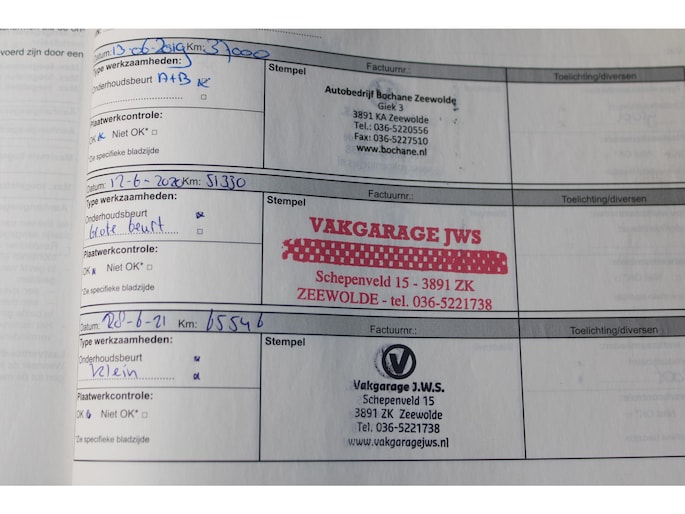 voerd zijn door een
Datum: 13-06-2019 Km: 37000
Type werkzaamheden:
Onderhoudsbeurt A+B
Plaatwerkcontrole:
OK Niet OK*
*Zie specifieke bladzijde
Factuurnr.:
Stempel
Autobedrijf Bochane Zeewolde
Giek 3
3891 KA Zeewolde
Tel.: 036-5220556
Fax: 036-5227510
www.bochane.nl
Toelichting/diversen
Datum: 12-6-2020 Km: 51330
Type werkzaamheden:
Onderhoudsbeurt
Grote beurt
Plaatwerkcontrole:
OK Niet OK*
*Zie specifieke bladzijde
Factuurnr.:
Stempel
VAKGARAGE JWS
Schepenveld 15 - 3891 ZK
ZEEWOLDE - tel. 036-5221738
Toelichting/diversen
Datum: 28-6-21 Km: 65546
Type werkzaamheden:
Onderhoudsbeurt
Klein
Plaatwerkcontrole:
OK Niet OK*
*Zie specifieke bladzijde
Factuurnr.:
Stempel
Vakgarage J.W.S.
Schepenveld 15
3891 ZK Zeewolde
Tel. 036-5221738
www.vakgaragejws.nl
Toelichting/diversen